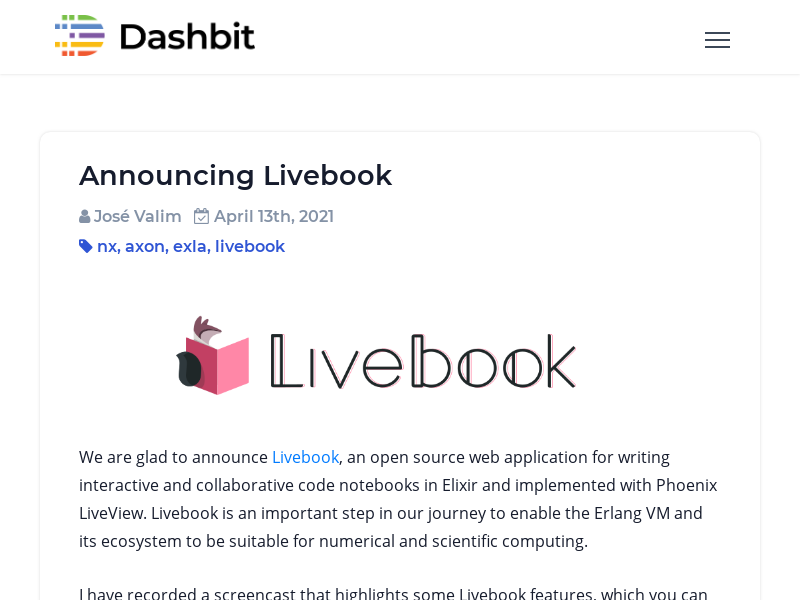 Dashbit
Announcing Livebook
José Valim April 13th, 2021
nx, axon, exla, livebook
Livebook
We are glad to announce Livebook, an open source web application for writing
interactive and collaborative code notebooks in Elixir and implemented with Phoenix
LiveView. Livebook is an important step in our journey to enable the Erlang VM and
its ecosystem to be suitable for numerical and scientific computing.
I have recorded a screencast that highlights some Livebook features, which you can